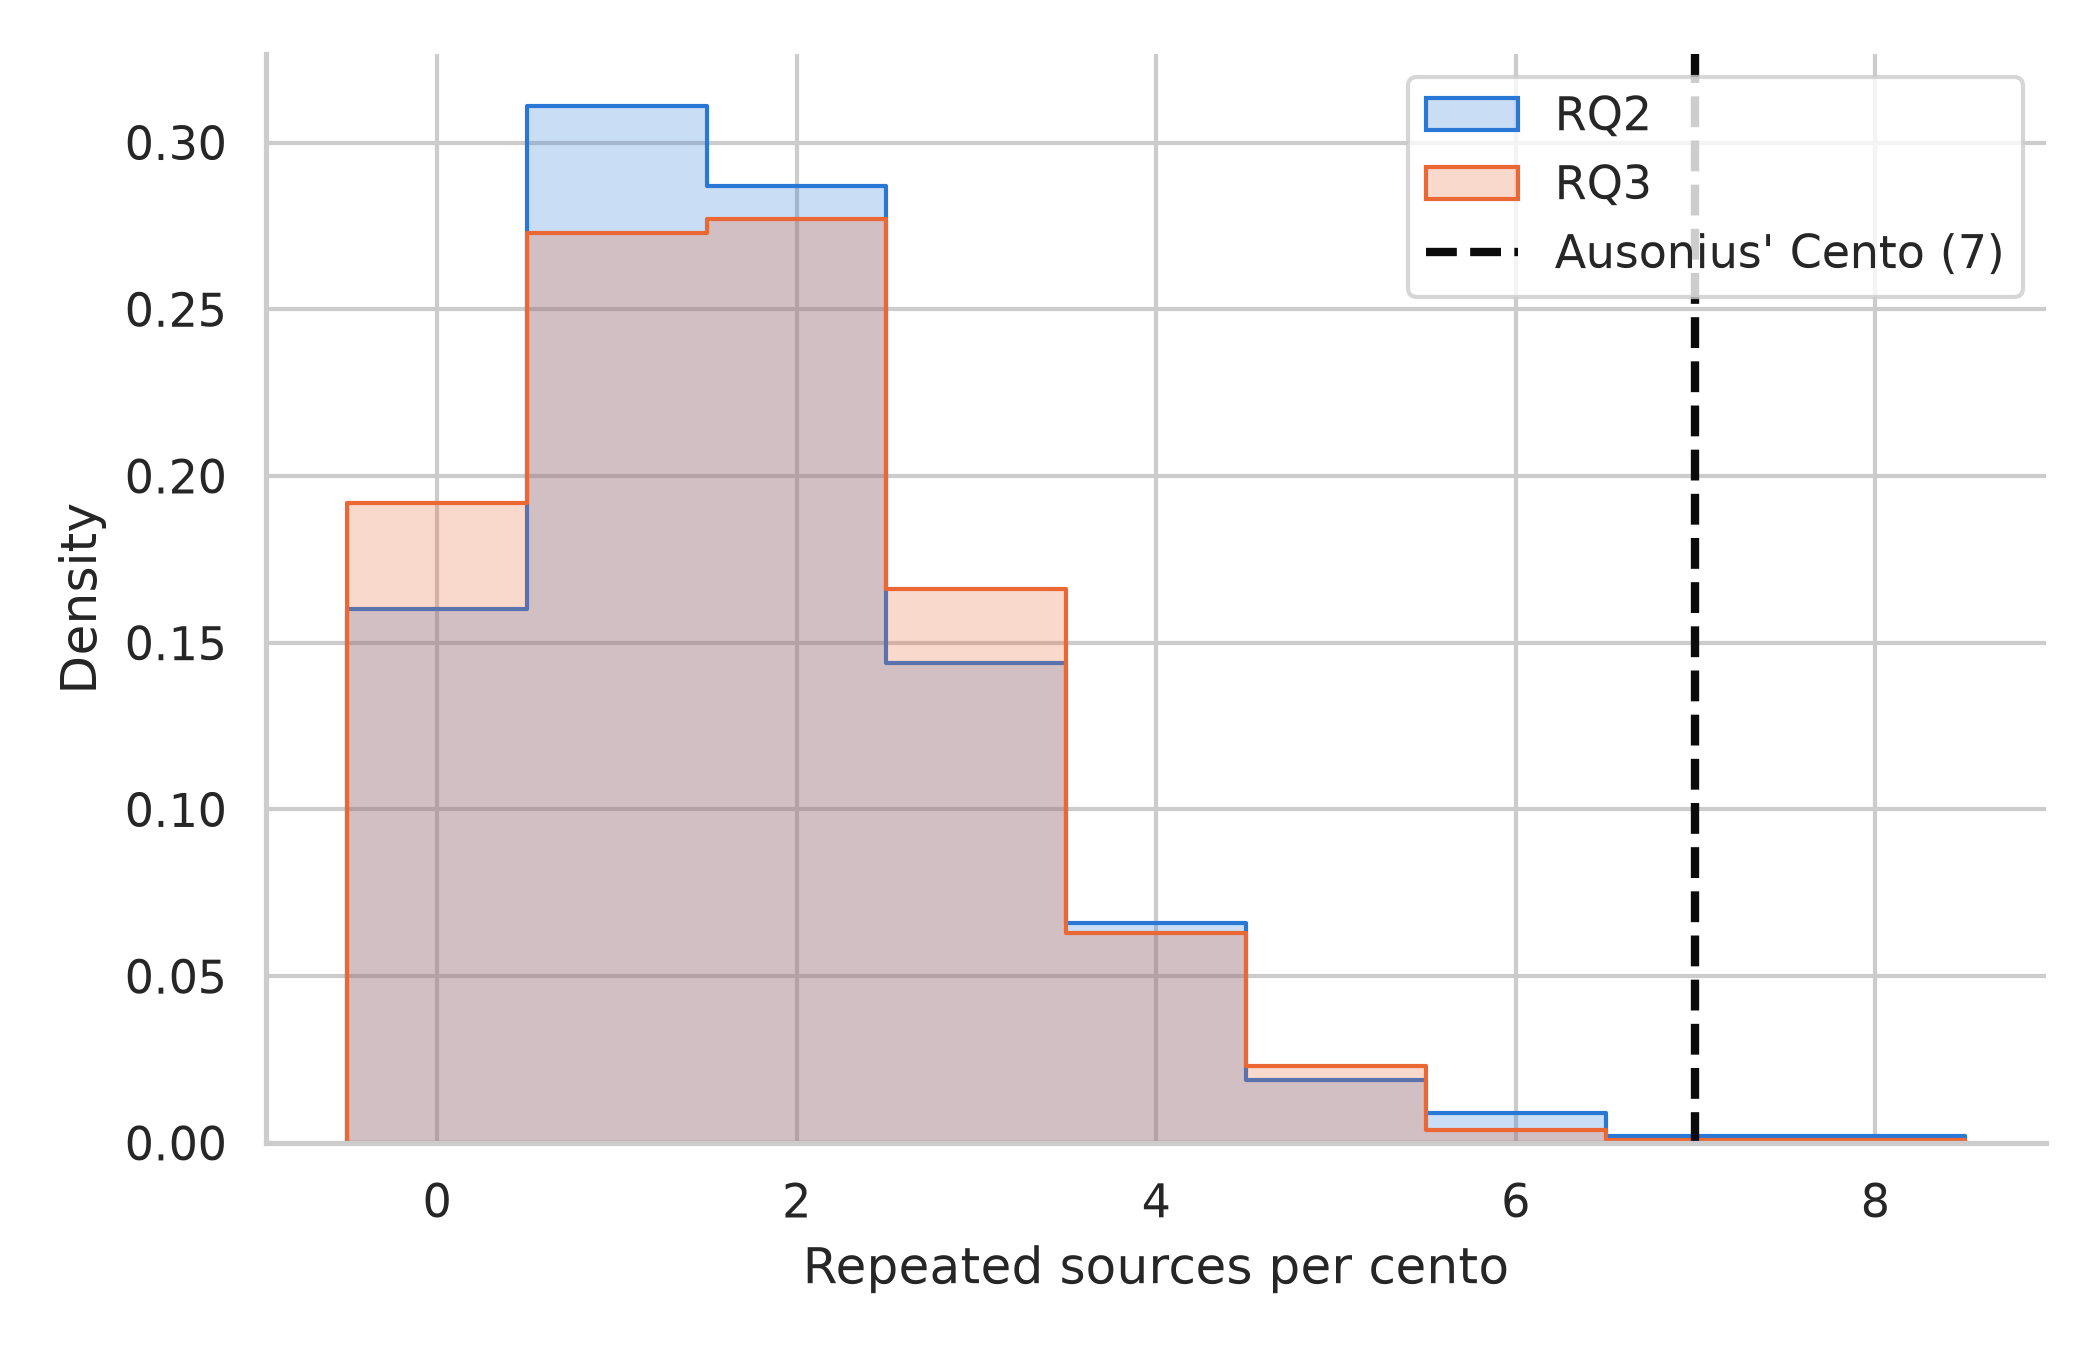 RQ2
RQ3
Ausonius' Cento (7)
0.30
0.25
0.20
0.15
0.10
0.05
0.00
Density
0 2 4 6 8
Repeated sources per cento